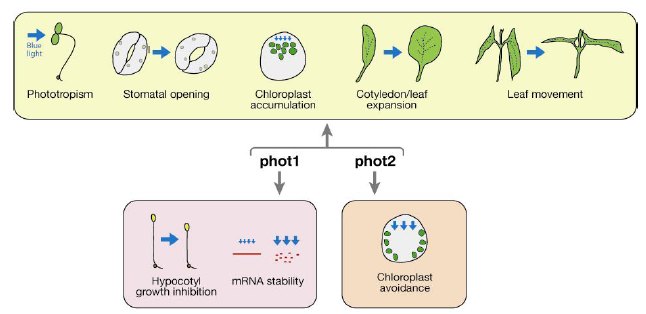 Blue
light
Phototropism
Stomatal opening
Chloroplast
accumulation
Cotyledon/leaf
expansion
Leaf movement
phot1
phot2
Hypocotyl
growth inhibition
mRNA stability
Chloroplast
avoidance